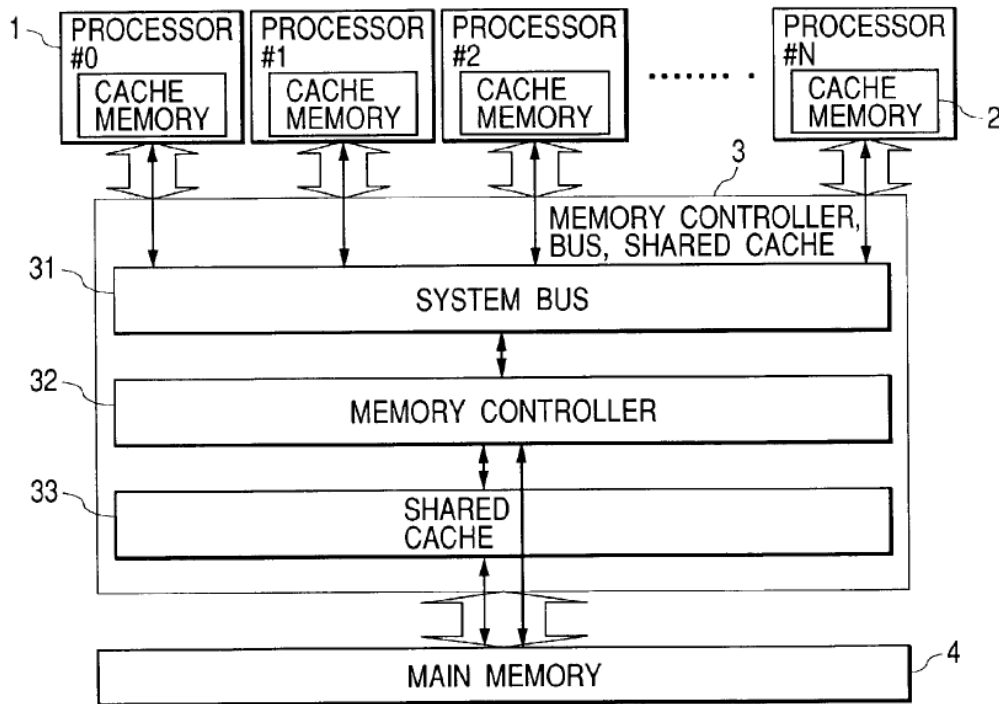 1
PROCESSOR
#0
CACHE
MEMORY
PROCESSOR
#1
CACHE
MEMORY
PROCESSOR
#2
CACHE
MEMORY
........
PROCESSOR
#N
CACHE
MEMORY
2
3
MEMORY CONTROLLER,
BUS, SHARED CACHE
31
SYSTEM BUS
32
MEMORY CONTROLLER
33
SHARED
CACHE
MAIN MEMORY
4